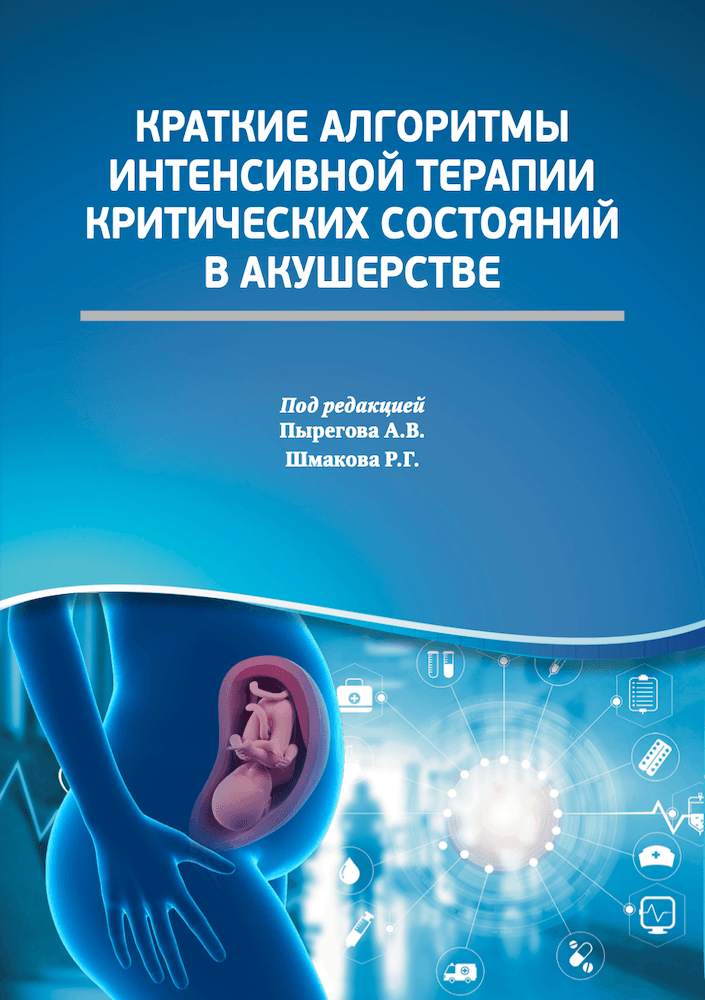 КРАТКИЕ АЛГОРИТМЫ
ИНТЕНСИВНОЙ ТЕРАПИИ
КРИТИЧЕСКИХ СОСТОЯНИЙ
В АКУШЕРСТВЕ
Под редакцией
Пырегова А.В.
Шмакова Р.Г.